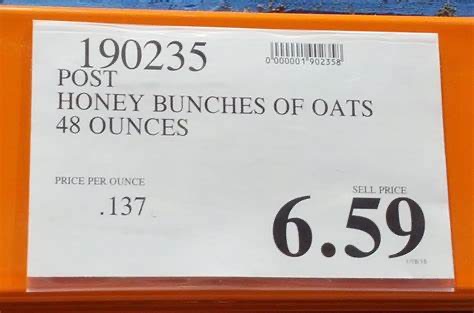 190235
0"000001"902358"
POST
HONEY BUNCHES OF OATS
48 OUNCES
PRICE PER OUNCE
.137
SELL PRICE
6.59